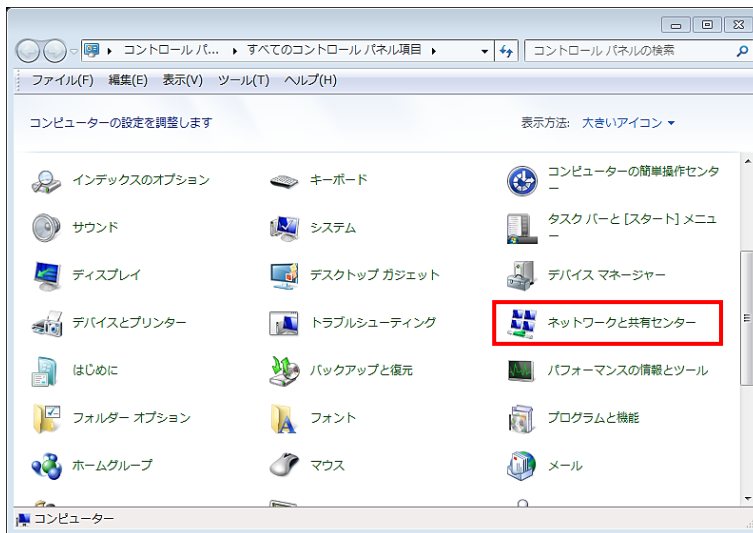 コントロール パ... すべてのコントロール パネル項目 コントロール パネルの検索
ファイル(F) 編集(E) 表示(V) ツール(T) ヘルプ(H)
コンピューターの設定を調整します 表示方法: 大きいアイコン
インデックスのオプション キーボード コンピューターの簡単操作センタ
ー
サウンド システム タスク バーと [スタート] メニュ
ー
ディスプレイ デスクトップ ガジェット デバイス マネージャー
デバイスとプリンター トラブルシューティング ネットワークと共有センター
はじめに バックアップと復元 パフォーマンスの情報とツール
フォルダー オプション フォント プログラムと機能
ホームグループ マウス メール
コンピューター